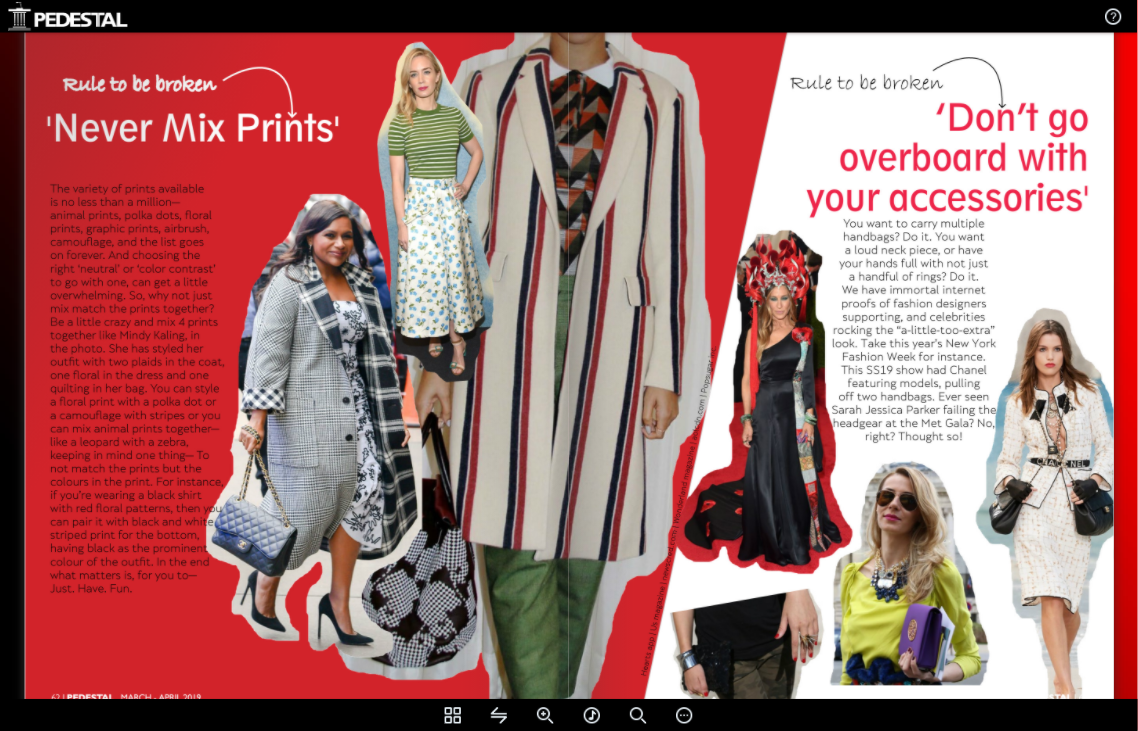 PEDESTAL
Rule to be broken
'Never Mix Prints'
The variety of prints available
is no less than a million—
animal prints, polka dots, floral
prints, graphic prints, airbrush,
camouflage, and the list goes
on forever. And choosing the
right 'neutral' or 'color contrast'
to go with one, can get a little
overwhelming. So, why not just
mix match the prints together?
Be a little crazy and mix 4 prints
together like Mindy Kaling, in
the photo. She has styled her
outfit with two plaids in the coat,
one floral in the dress and one
quilting in her bag. You can style
a floral print with a polka dot or
a camouflage with stripes or you
can mix animal prints together—
like a leopard with a zebra,
keeping in mind one thing— To
not match the prints but the
colours in the print. For instance,
if you're wearing a black shirt
with red floral patterns, then you
can pair it with black and white
striped print for the bottom,
having black as the prominent
colour of the outfit. In the end
what matters is, for you to—
Just. Have. Fun.
62 | PEDESTAL MARCH - APRIL 2019
Rule to be broken
'Don't go
overboard with
your accessories'
You want to carry multiple
handbags? Do it. You want
a loud neck piece, or have
your hands full with not just
a handful of rings? Do it.
We have immortal internet
proofs of fashion designers
supporting, and celebrities
rocking the "a-little-too-extra"
look. Take this year's New York
Fashion Week for instance.
This SS19 show had Chanel
featuring models, pulling
off two handbags. Ever seen
Sarah Jessica Parker failing the
headgear at the Met Gala? No,
right? Thought so!
CHANEL